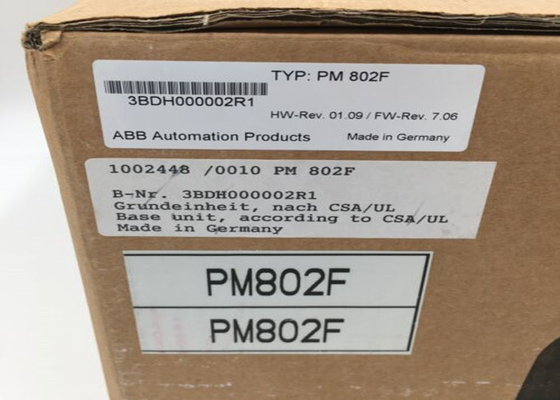 TYP: PM 802F
3BDH000002R1
HW-Rev. 01.09 / FW-Rev. 7.06
ABB Automation Products
Made in Germany
1002448 /0010 PM 802F
B-Nr. 3BDH000002R1
Grundeinheit, nach CSA/UL
Base unit, according to CSA/UL
Made in Germany
PM802F
PM802F